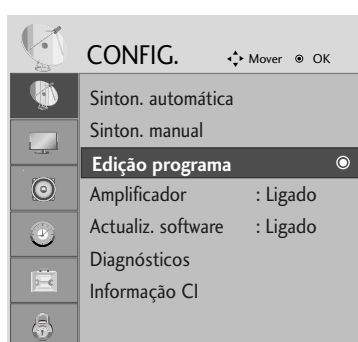 CONFIG. Mover OK
Sinton. automática
Sinton. manual
Edição programa
Amplificador : Ligado
Actualiz. software : Ligado
Diagnósticos
Informação CI